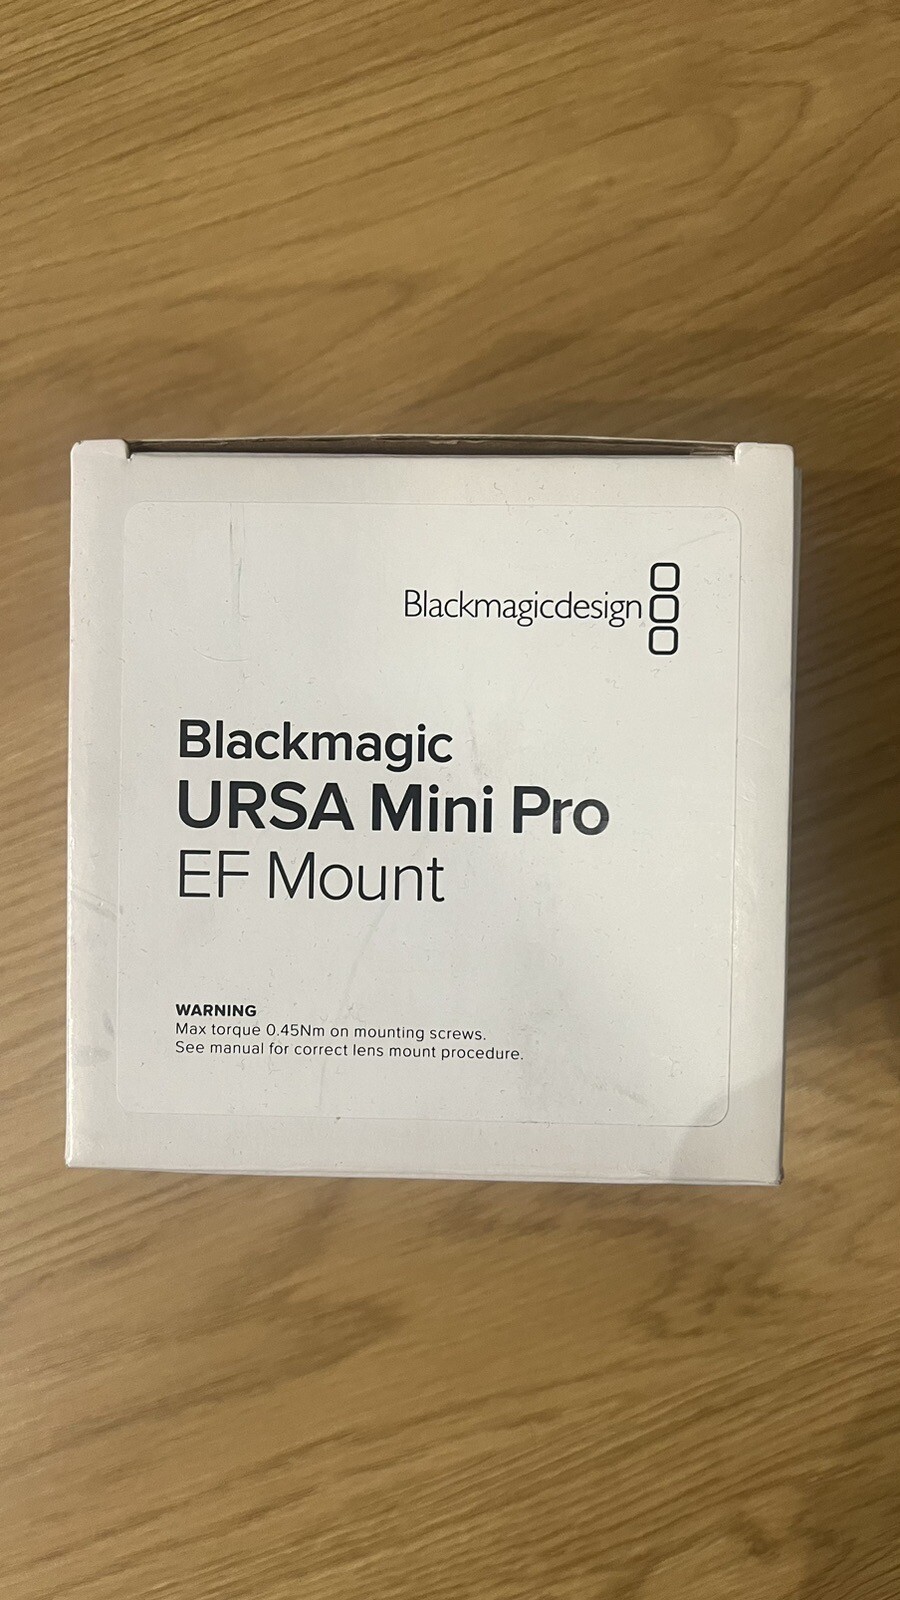 Blackmagicdesign
Blackmagic
URSA Mini Pro
EF Mount
WARNING
Max torque 0.45Nm on mounting screws.
See manual for correct lens mount procedure.